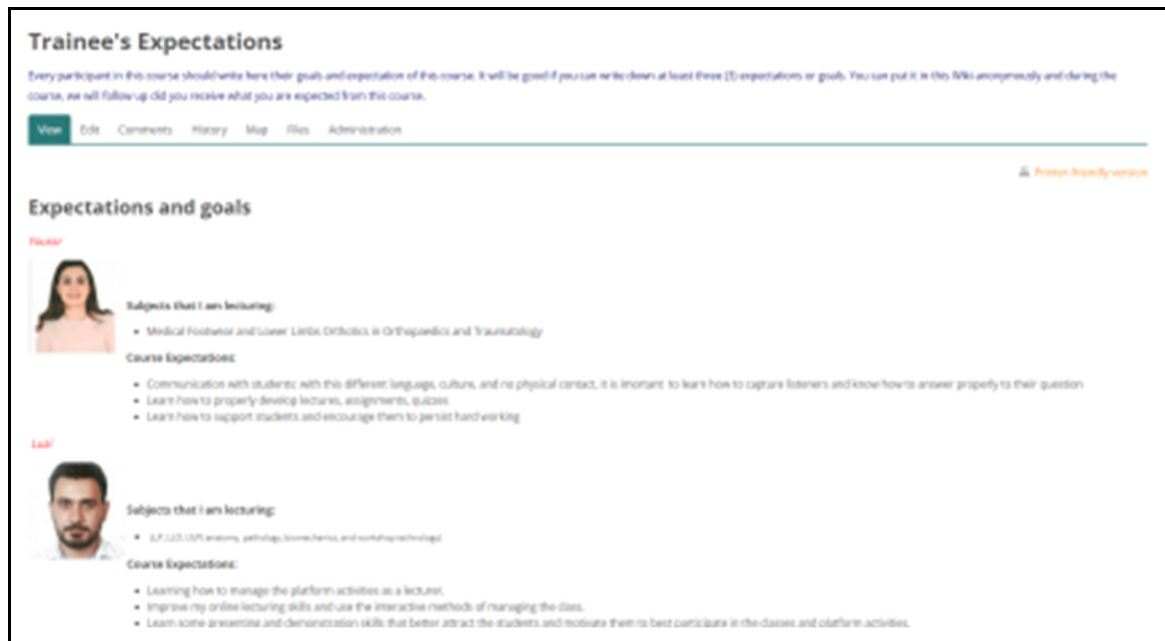 Trainee's Expectations
Every participant in this course should write here their goals and expectation of this course. It will be good if you can write down at least three (3) expectations or goals. You can put it in this Wiki anonymously and during the
course, we will follow up did you receive what you are expected from this course.
View Edit Comments History Map Files Administration
Printer-friendly version
Expectations and goals
Subjects that I am lecturing:
Medical Footwear and Lower Limbs Orthotics in Orthopaedics and Traumatology
Course Expectations:
Communication with students: with this different language, culture, and no physical contact, it is imortant to learn how to capture listeners and know how to answer properly to their question
Learn how to properly develop lectures, assignments, quizzes
Learn how to support students and encourage them to persist hard working
Subjects that I am lecturing:
anatomy, pathology, biomechanics, and workshop technology)
Course Expectations:
Learning how to manage the platform activities as a lecturer.
Improve my online lecturing skills and use the interactive methods of managing the class.
Learn some presenting and demonstration skills that better attract the students and motivate them to best participate in the classes and platform activities.